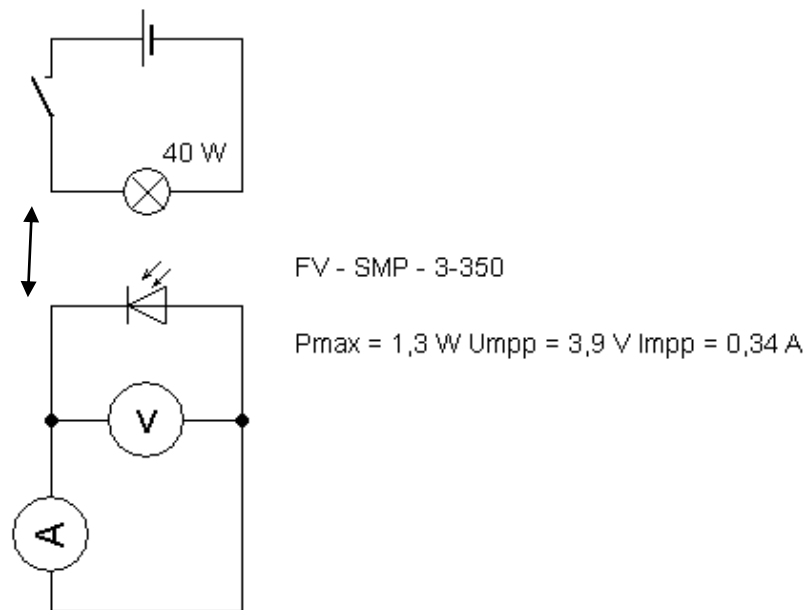 40 W
FV - SMP - 3-350
Pmax = 1,3 W Umpp = 3,9 V Impp = 0,34 A
V
A